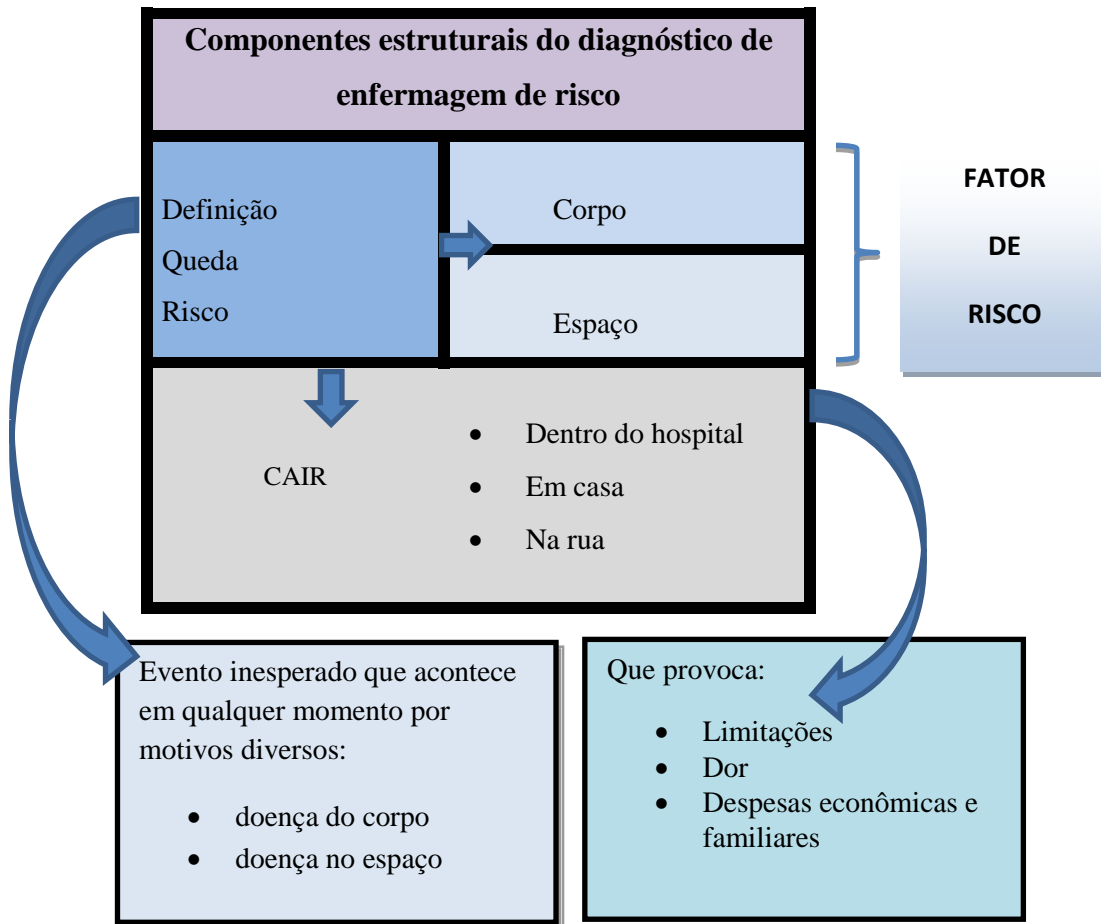 Componentes estruturais do diagnóstico de
enfermagem de risco
Definição
Queda
Risco
Corpo
Espaço
FATOR
DE
RISCO
CAIR
• Dentro do hospital
• Em casa
• Na rua
Evento inesperado que acontece
em qualquer momento por
motivos diversos:
• doença do corpo
• doença no espaço
Que provoca:
• Limitações
• Dor
• Despesas econômicas e
familiares